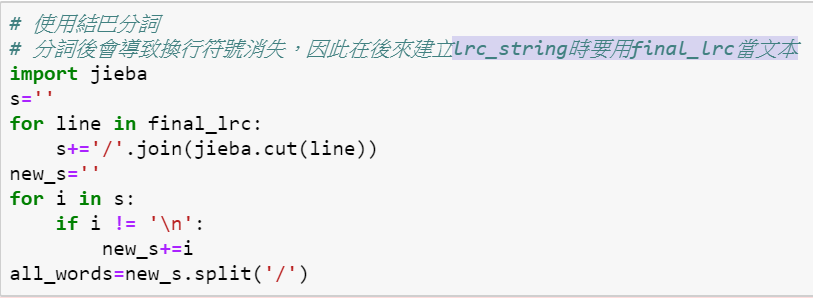 # 使用結巴分詞
# 分詞後會導致換行符號消失，因此在後來建立lrc_string時要用final_lrc當文本
import jieba
s=''
for line in final_lrc:
    s+='/'.join(jieba.cut(line))
new_s=''
for i in s:
    if i != '\n':
        new_s+=i
all_words=new_s.split('/')